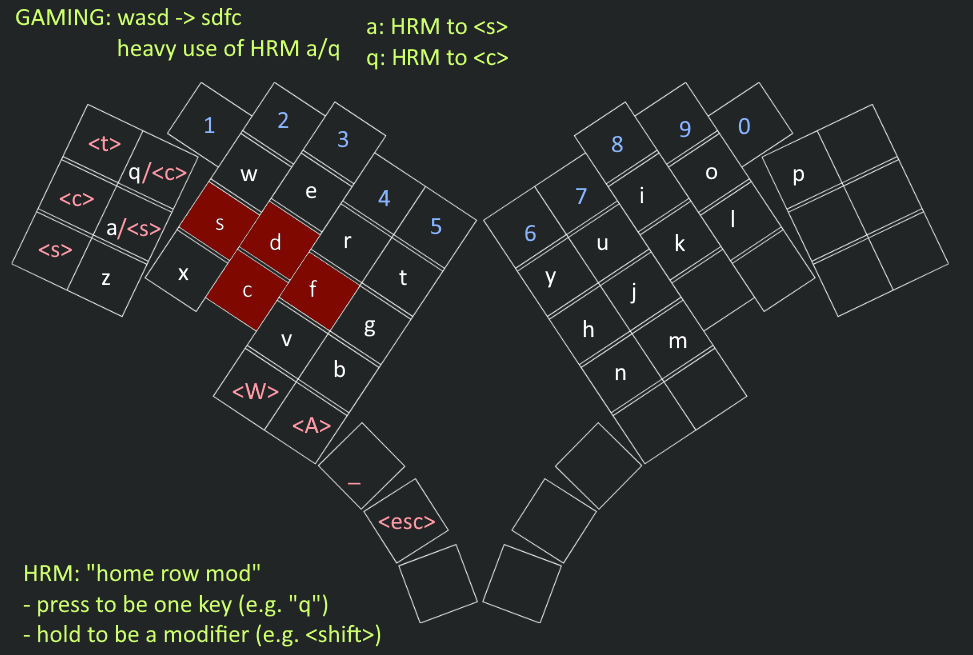 GAMING: wasd -> sdfc
heavy use of HRM a/q
a: HRM to <s>
q: HRM to <c>
1 2 3
4 5
<t> q/<c> w e r t
<c> a/<s> s d f g
<s> z x c v b
<W> <A>
_
<esc>
8 9 0
6 7
y u i o p
h j k l
n m
HRM: "home row mod"
- press to be one key (e.g. "q")
- hold to be a modifier (e.g. <shift>)